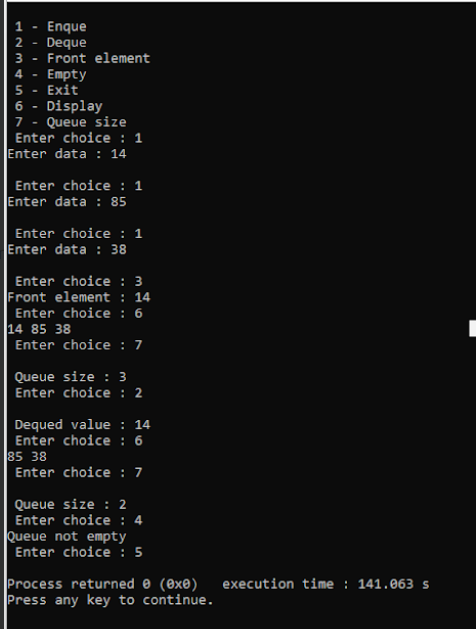 1 - Enque
2 - Deque
3 - Front element
4 - Empty
5 - Exit
6 - Display
7 - Queue size
Enter choice : 1
Enter data : 14
Enter choice : 1
Enter data : 85
Enter choice : 1
Enter data : 38
Enter choice : 3
Front element : 14
Enter choice : 6
14 85 38
Enter choice : 7
Queue size : 3
Enter choice : 2
Dequed value : 14
Enter choice : 6
85 38
Enter choice : 7
Queue size : 2
Enter choice : 4
Queue not empty
Enter choice : 5
Process returned 0 (0x0)   execution time : 141.063 s
Press any key to continue.